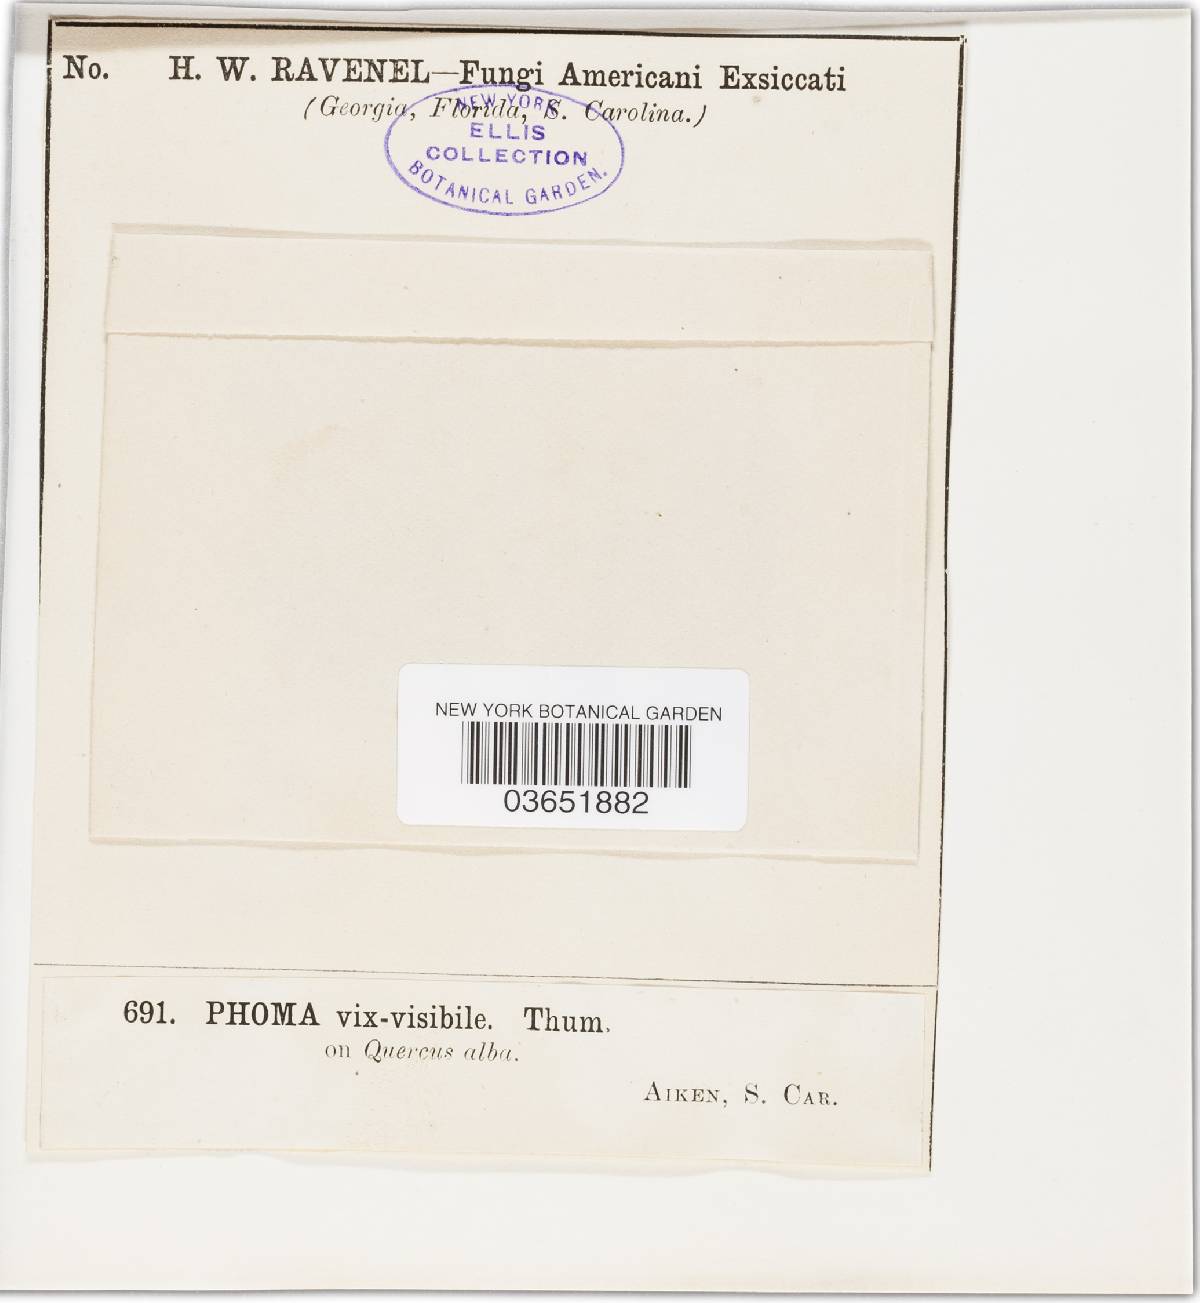 No. H. W. RAVENEL—Fungi Americani Exsiccati
(Georgia, Florida, S. Carolina.)
NEW YORK
ELLIS
COLLECTION
BOTANICAL GARDEN.
NEW YORK BOTANICAL GARDEN
03651882
691. PHOMA vix-visibile. Thum.
on Quercus alba.
AIKEN, S. CAR.